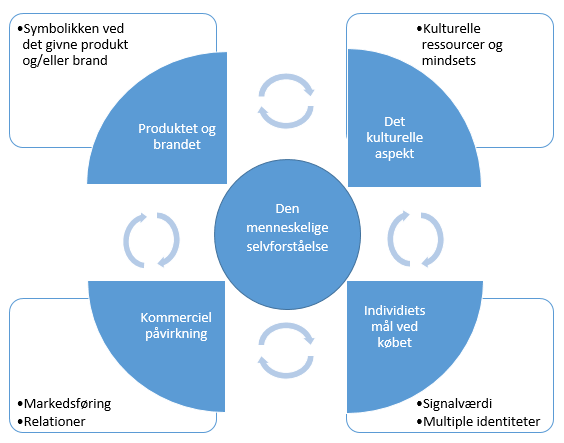 •Symbolikken ved
det givne produkt
og/eller brand
•Kulturelle
ressourcer og
mindsets
Produktet og
brandet
Det
kulturelle
aspekt
Den
menneskelige
selvforståelse
Kommerciel
påvirkning
Individiets
mål ved
købet
•Markedsføring
•Relationer
•Signalværdi
•Multiple identiteter